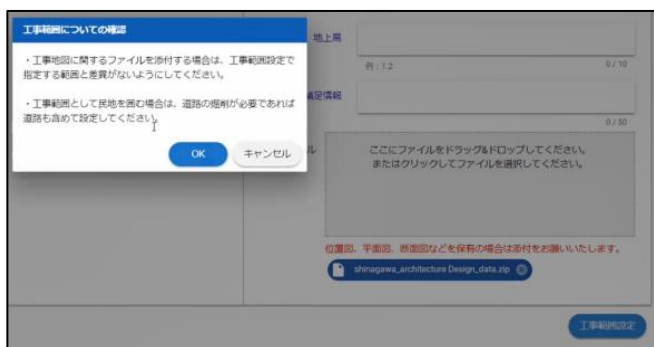 工事範囲についての確認
・工事地図に関するファイルを添付する場合は、工事範囲設定で
指定する範囲と差異がないようにしてください。
・工事範囲として民地を囲む場合は、道路の掘削が必要であれば
道路も含めて設定してください。
OK
キャンセル
地上高
例：1.2
0 / 10
補足情報
0 / 50
ル
ここにファイルをドラッグ&ドロップしてください。
またはクリックしてファイルを選択してください。
位置図、平面図、断面図などを保有の場合は添付をお願いいたします。
shinagawa_architecture Design_data.zip
工事範囲設定